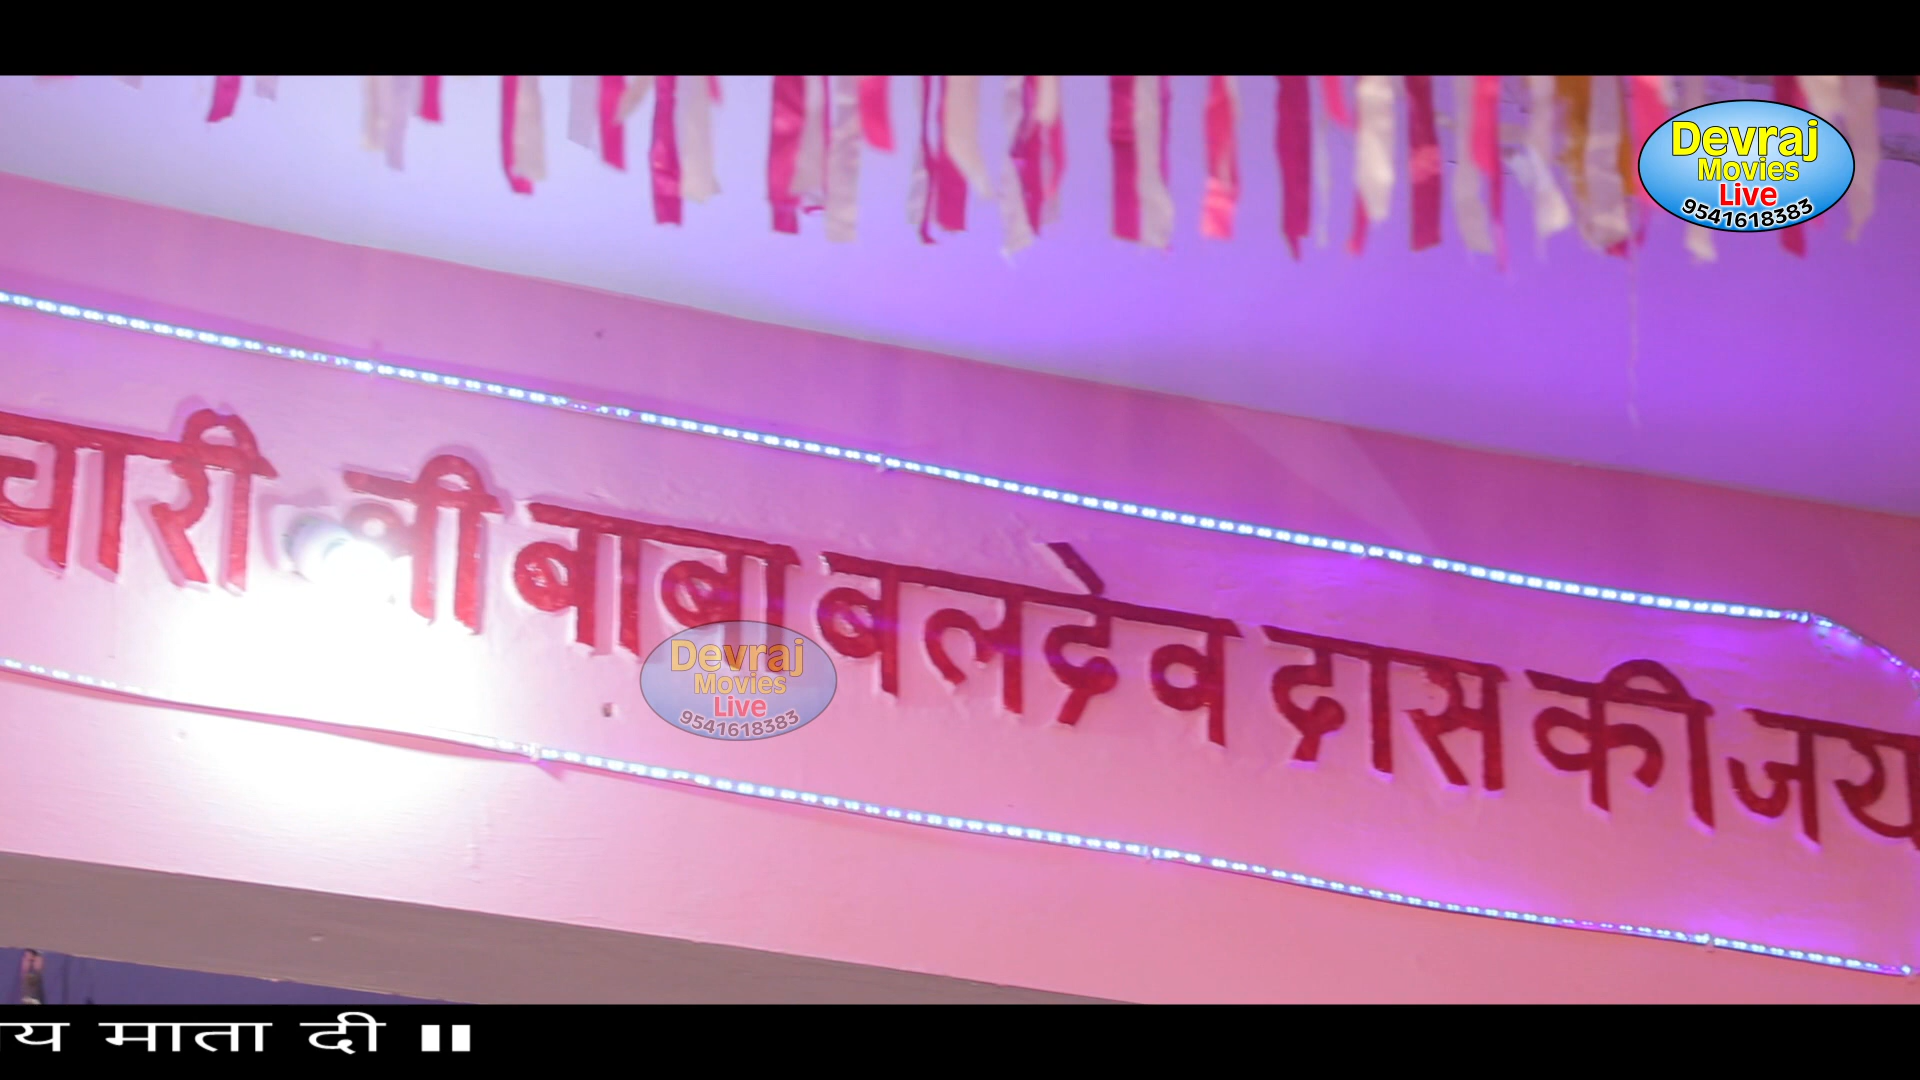 Devraj
Movies
Live
9541618383
चारी जी बाबा बलदेव दास की जय
Devraj
Movies
Live
9541618383
माता दी